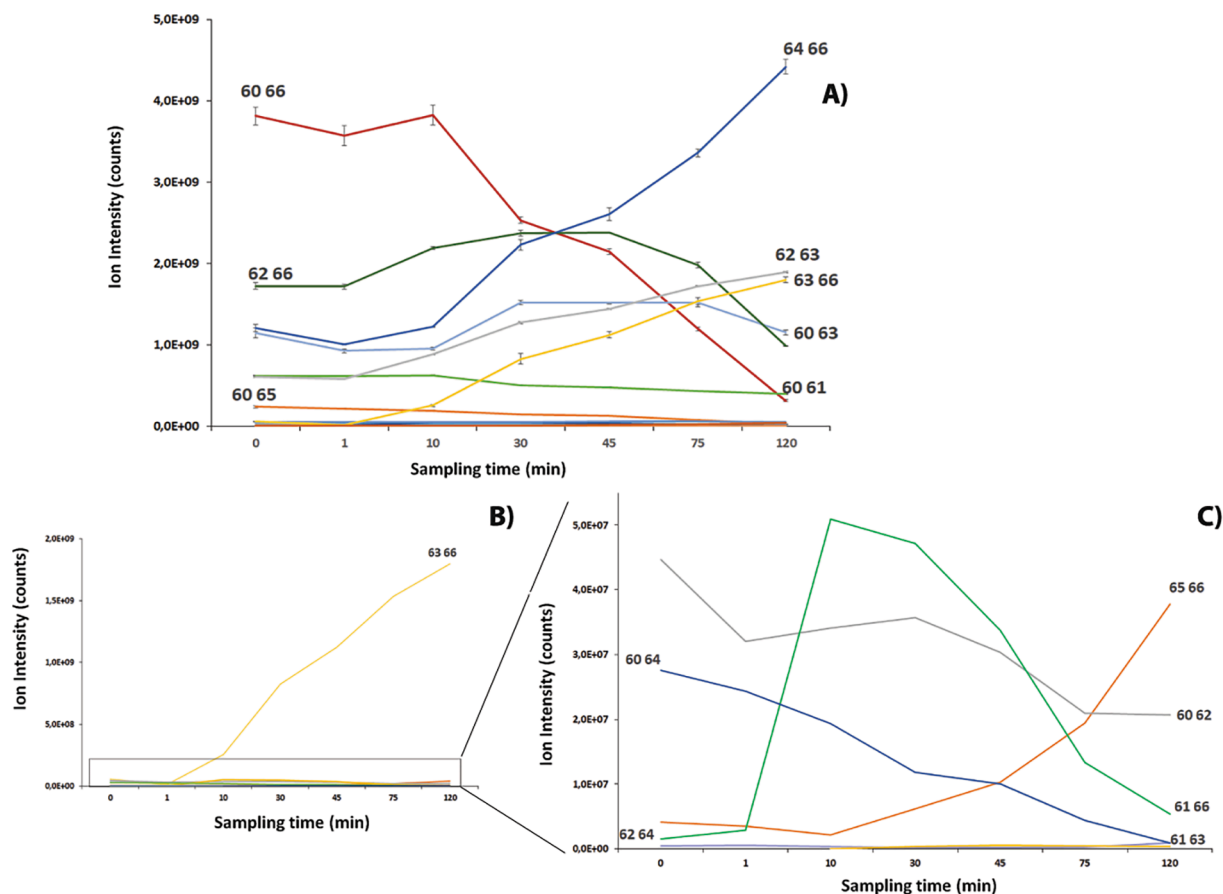 A)
Ion Intensity (counts)
5,0E+09
4,0E+09
3,0E+09
2,0E+09
1,0E+09
0,0E+00
60 66
62 66
60 65
64 66
62 63
63 66
60 63
60 61
0 1 10 30 45 75 120
Sampling time (min)
B)
Ion Intensity (counts)
2,0E+09
1,5E+09
1,0E+09
5,0E+08
0,0E+00
63 66
0 1 10 30 45 75 120
Sampling time (min)
C)
Ion Intensity (counts)
5,0E+07
4,0E+07
3,0E+07
2,0E+07
1,0E+07
0,0E+00
60 64
62 64
65 66
60 62
61 66
61 63
0 1 10 30 45 75 120
Sampling time (min)